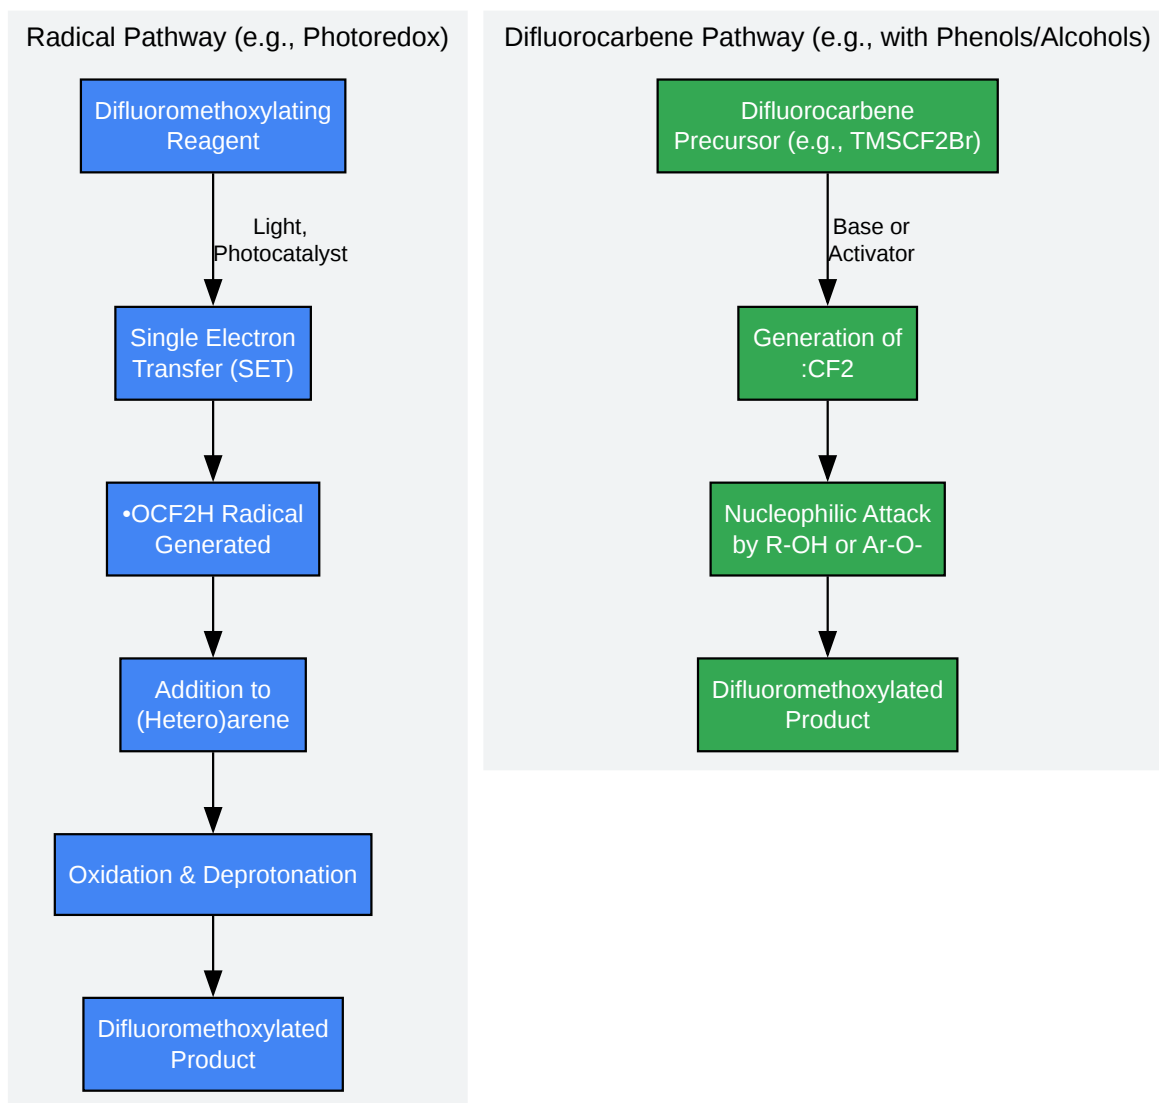 Radical Pathway (e.g., Photoredox)
Difluoromethoxylating
Reagent
Light,
Photocatalyst
Single Electron
Transfer (SET)
•OCF2H Radical
Generated
Addition to
(Hetero)arene
Oxidation & Deprotonation
Difluoromethoxylated
Product
Difluorocarbene Pathway (e.g., with Phenols/Alcohols)
Difluorocarbene
Precursor (e.g., TMSCF2Br)
Base or
Activator
Generation of
:CF2
Nucleophilic Attack
by R-OH or Ar-O-
Difluoromethoxylated
Product